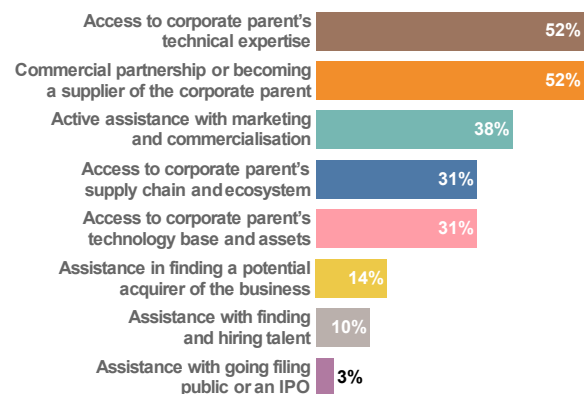 Access to corporate parent's
technical expertise
52%
Commercial partnership or becoming
a supplier of the corporate parent
52%
Active assistance with marketing
and commercialisation
38%
Access to corporate parent's
supply chain and ecosystem
31%
Access to corporate parent's
technology base and assets
31%
Assistance in finding a potential
acquirer of the business
14%
Assistance with finding
and hiring talent
10%
Assistance with going filing
public or an IPO
3%